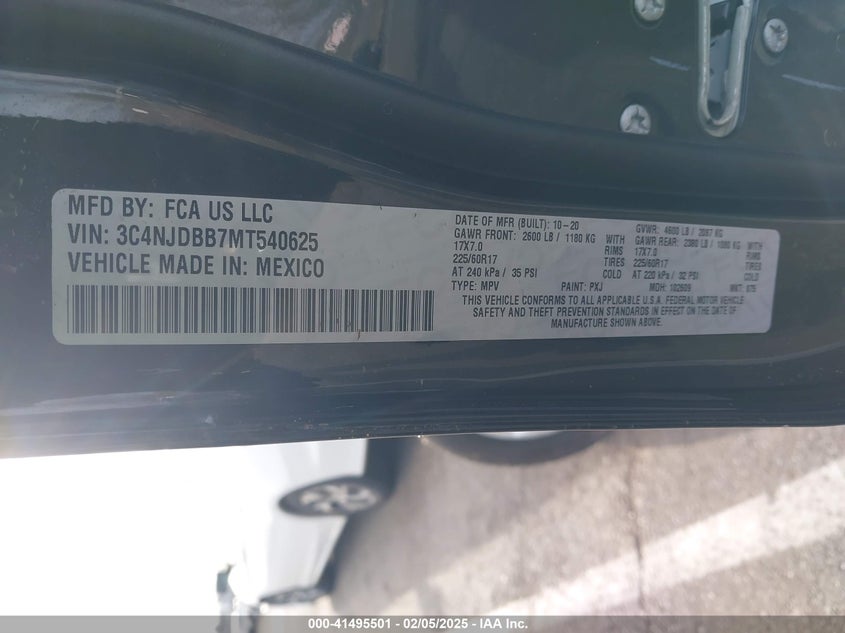 MFD BY: FCA US LLC
VIN: 3C4NJDBB7MT540625
VEHICLE MADE IN: MEXICO
DATE OF MFR (BUILT): 10-20 GVWR: 4600 LB / 2087 KG
GAWR FRONT: 2600 LB / 1180 KG WITH GAWR REAR: 2380 LB / 1080 KG WITH
17X7.0 RIMS 17X7.0 RIMS
225/60R17 TIRES 225/60R17 TIRES
AT 240 kPa / 35 PSI COLD AT 220 kPa / 32 PSI COLD
TYPE: MPV PAINT: PXJ MDH: 102609 MKT: 075
THIS VEHICLE CONFORMS TO ALL APPLICABLE U.S.A. FEDERAL MOTOR VEHICLE
SAFETY AND THEFT PREVENTION STANDARDS IN EFFECT ON THE DATE OF
MANUFACTURE SHOWN ABOVE.
000-41495501 - 02/05/2025 - IAA Inc.